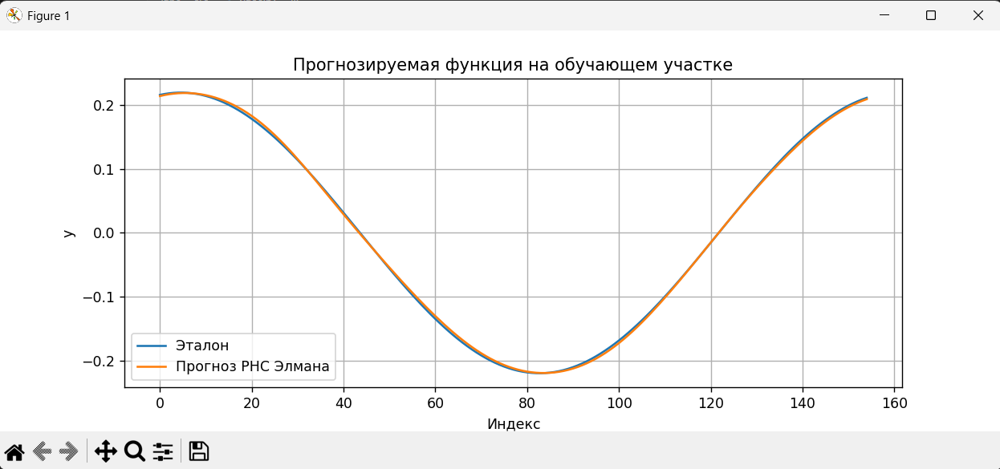 Figure 1
Прогнозируемая функция на обучающем участке
0.2
0.1
0.0
−0.1
−0.2
y
Эталон
Прогноз РНС Элмана
0 20 40 60 80 100 120 140 160
Индекс